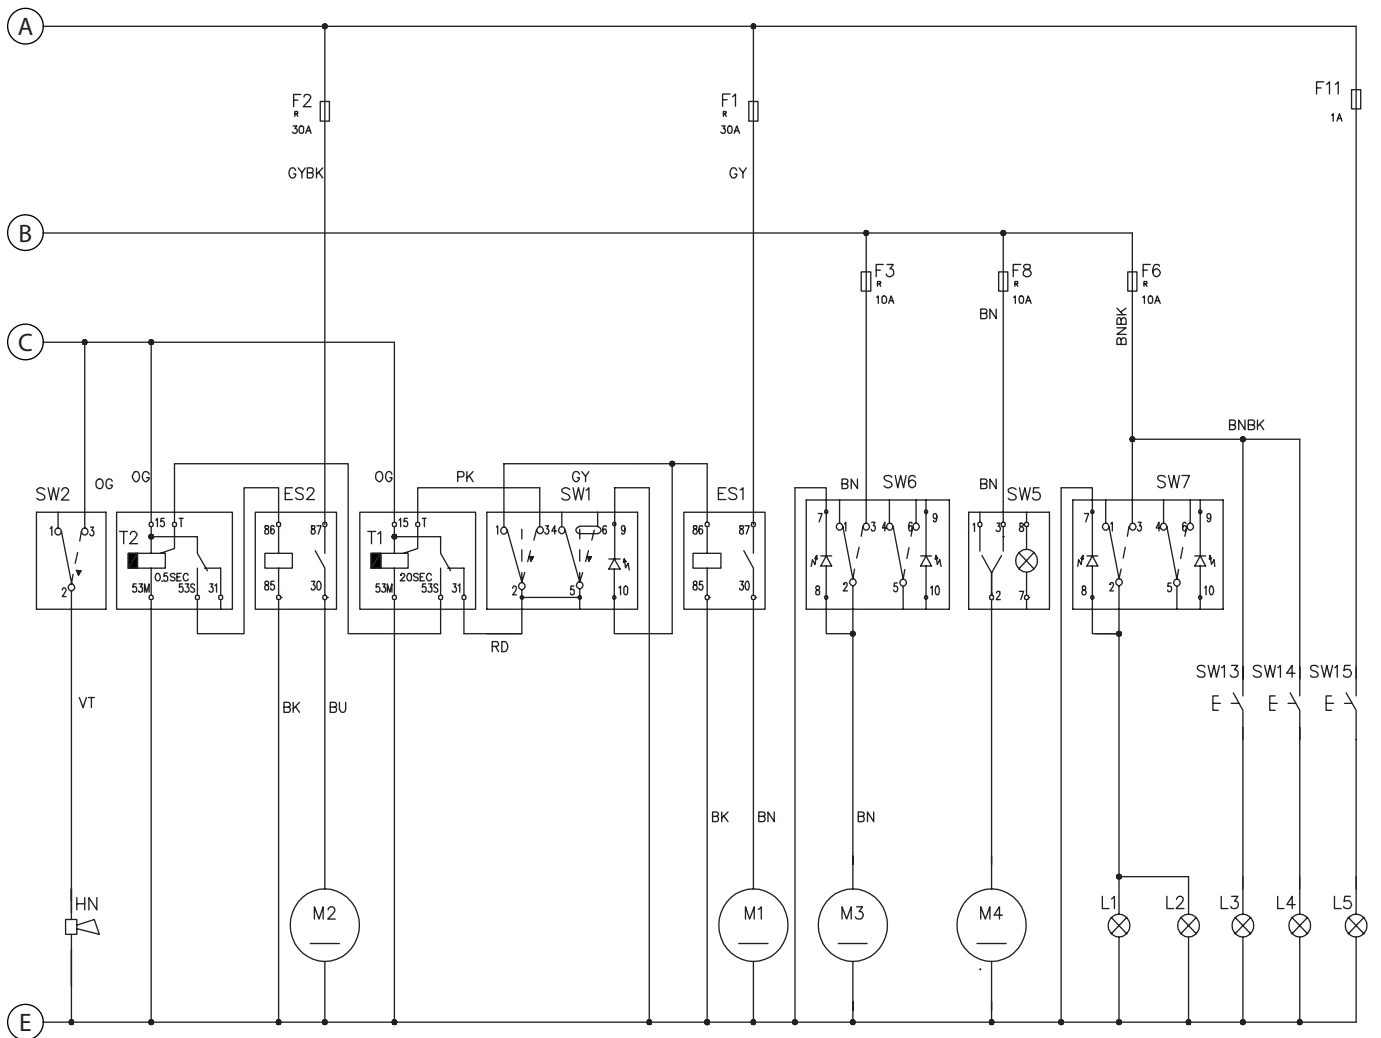 A
F2
R
30A
GYBK
F1
R
30A
GY
F11
1A
B
F3
R
10A
F8
R
10A
BN
F6
R
10A
BNBK
C
BNBK
SW2
OG
OG
ES2
OG
PK
GY
SW1
ES1
BN
SW6
BN
SW5
SW7
1 3
2
15 T
T2
0.5SEC
53M 53S 31
86 87
85 30
15 T
T1
20SEC
53M 53S 31
1 3 4 6 9
2 5 10
86 87
85 30
7 1 3 4 6 9
8 2 5 10
1 3 8
2 7
7 1 3 4 6 9
8 2 5 10
RD
VT
BK
BU
SW13 SW14 SW15
E E E
BK
BN
BN
HN
M2
M1
M3
M4
L1
L2
L3
L4
L5
E